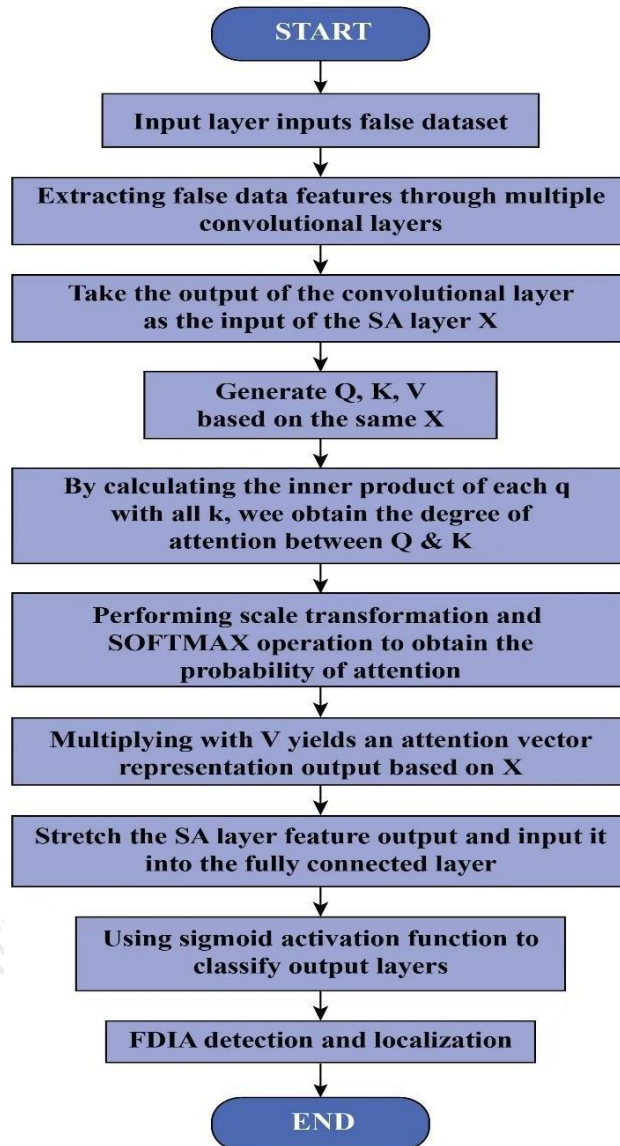 START
Input layer inputs false dataset
Extracting false data features through multiple
convolutional layers
Take the output of the convolutional layer
as the input of the SA layer X
Generate Q, K, V
based on the same X
By calculating the inner product of each q
with all k, wee obtain the degree of
attention between Q & K
Performing scale transformation and
SOFTMAX operation to obtain the
probability of attention
Multiplying with V yields an attention vector
representation output based on X
Stretch the SA layer feature output and input it
into the fully connected layer
Using sigmoid activation function to
classify output layers
FDIA detection and localization
END